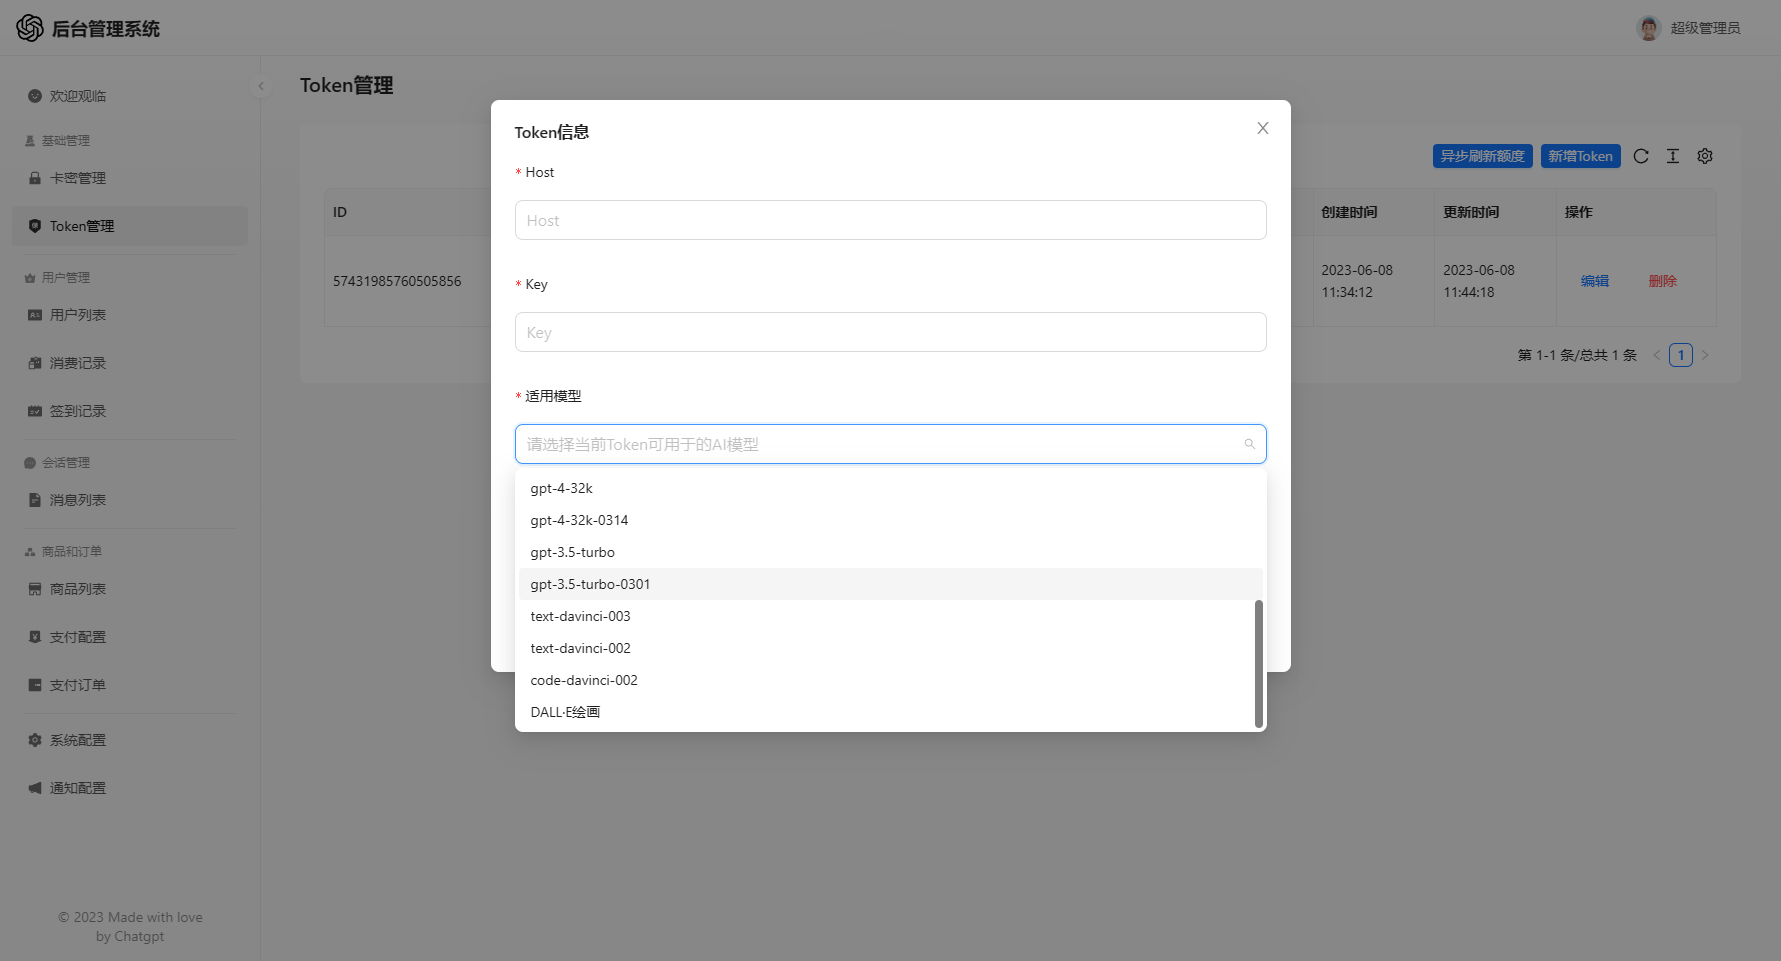 后台管理系统
超级管理员
欢迎观临
基础管理
卡密管理
Token管理
用户管理
用户列表
消费记录
签到记录
会话管理
消息列表
商品和订单
商品列表
支付配置
支付订单
系统配置
通知配置
© 2023 Made with love
by Chatgpt
Token管理
异步刷新额度
新增Token
ID
创建时间
更新时间
操作
57431985760505856
2023-06-08
11:34:12
2023-06-08
11:44:18
编辑
删除
第 1-1 条/总共 1 条
1
Token信息
* Host
Host
* Key
Key
* 适用模型
请选择当前Token可用于的AI模型
gpt-4-32k
gpt-4-32k-0314
gpt-3.5-turbo
gpt-3.5-turbo-0301
text-davinci-003
text-davinci-002
code-davinci-002
DALL·E绘画